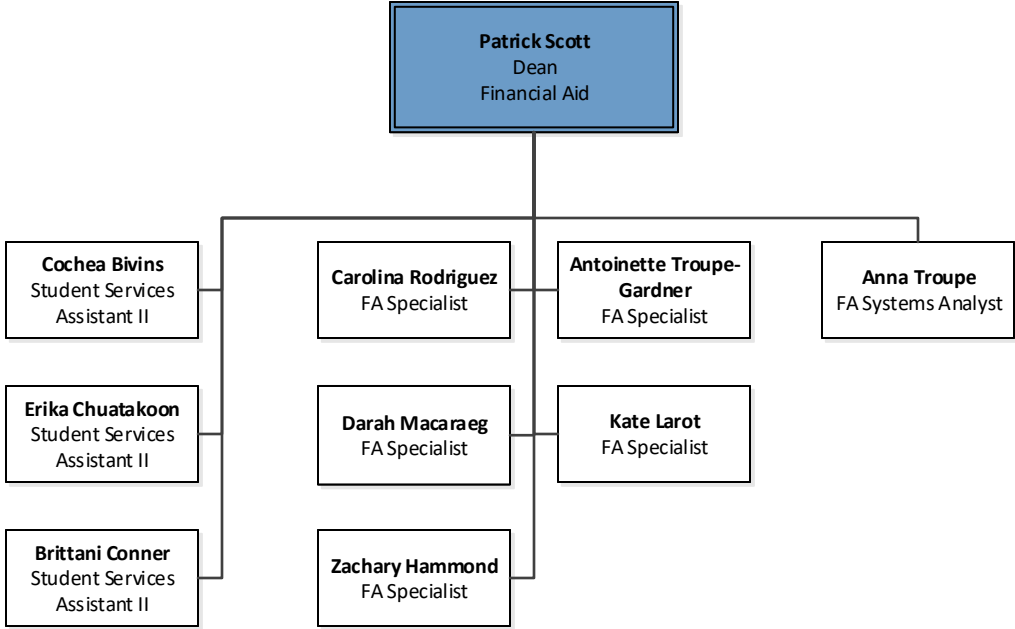 Patrick Scott
Dean
Financial Aid
Cochea Bivins
Student Services
Assistant II
Carolina Rodriguez
FA Specialist
Antoinette Troupe-
Gardner
FA Specialist
Anna Troupe
FA Systems Analyst
Erika Chuatakoon
Student Services
Assistant II
Darah Macaraeg
FA Specialist
Kate Larot
FA Specialist
Brittani Conner
Student Services
Assistant II
Zachary Hammond
FA Specialist